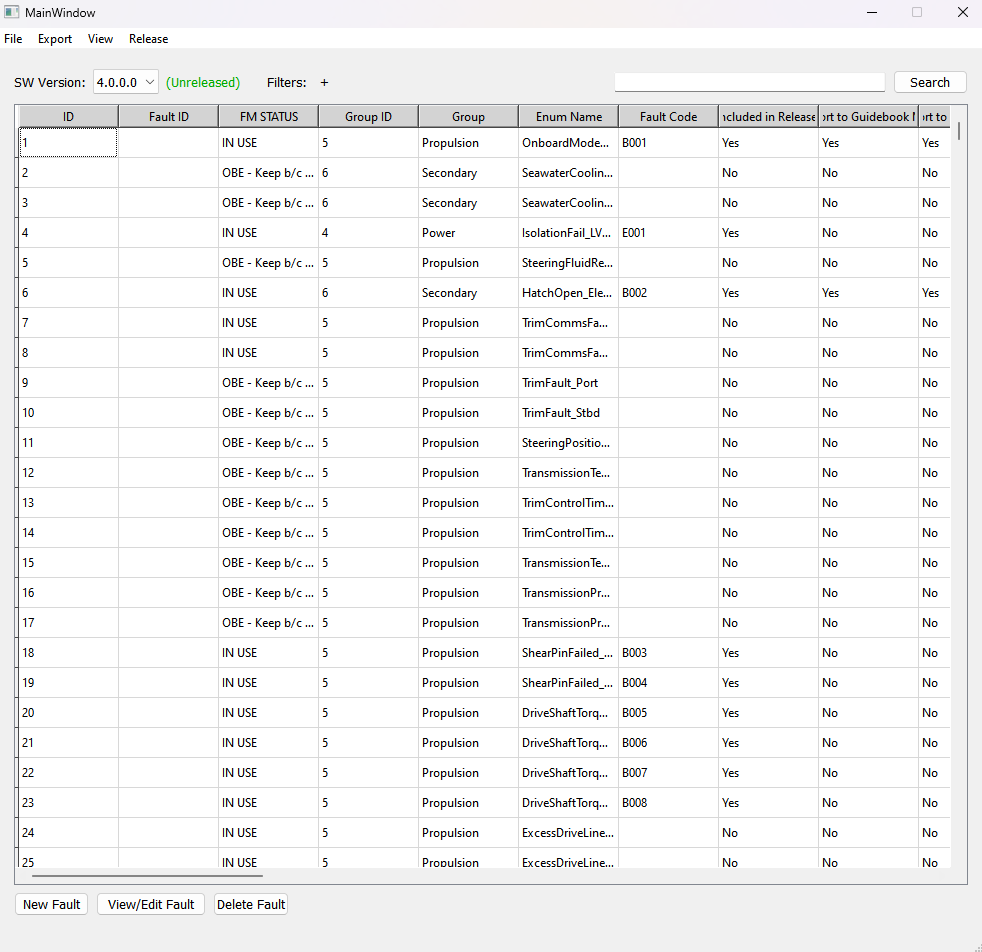 MainWindow
File Export View Release
SW Version: 4.0.0.0 (Unreleased) Filters: + Search
ID Fault ID FM STATUS Group ID Group Enum Name Fault Code ncluded in Release ort to Guidebook ort to
1 IN USE 5 Propulsion OnboardMode... B001 Yes Yes Yes
2 OBE - Keep b/c ... 6 Secondary SeawaterCoolin... No No No
3 OBE - Keep b/c ... 6 Secondary SeawaterCoolin... No No No
4 IN USE 4 Power IsolationFail_LV... E001 Yes No No
5 OBE - Keep b/c ... 5 Propulsion SteeringFluidRe... No No No
6 IN USE 6 Secondary HatchOpen_Ele... B002 Yes Yes Yes
7 IN USE 5 Propulsion TrimCommsFa... No No No
8 IN USE 5 Propulsion TrimCommsFa... No No No
9 OBE - Keep b/c ... 5 Propulsion TrimFault_Port No No No
10 OBE - Keep b/c ... 5 Propulsion TrimFault_Stbd No No No
11 OBE - Keep b/c ... 5 Propulsion SteeringPositio... No No No
12 OBE - Keep b/c ... 5 Propulsion TransmissionTe... No No No
13 OBE - Keep b/c ... 5 Propulsion TrimControlTim... No No No
14 OBE - Keep b/c ... 5 Propulsion TrimControlTim... No No No
15 OBE - Keep b/c ... 5 Propulsion TransmissionTe... No No No
16 OBE - Keep b/c ... 5 Propulsion TransmissionPr... No No No
17 OBE - Keep b/c ... 5 Propulsion TransmissionPr... No No No
18 IN USE 5 Propulsion ShearPinFailed_... B003 Yes No No
19 IN USE 5 Propulsion ShearPinFailed_... B004 Yes No No
20 IN USE 5 Propulsion DriveShaftTorq... B005 Yes No No
21 IN USE 5 Propulsion DriveShaftTorq... B006 Yes No No
22 IN USE 5 Propulsion DriveShaftTorq... B007 Yes No No
23 IN USE 5 Propulsion DriveShaftTorq... B008 Yes No No
24 IN USE 5 Propulsion ExcessDriveLine... No No No
25 IN USE 5 Propulsion ExcessDriveLine... No No No
New Fault View/Edit Fault Delete Fault